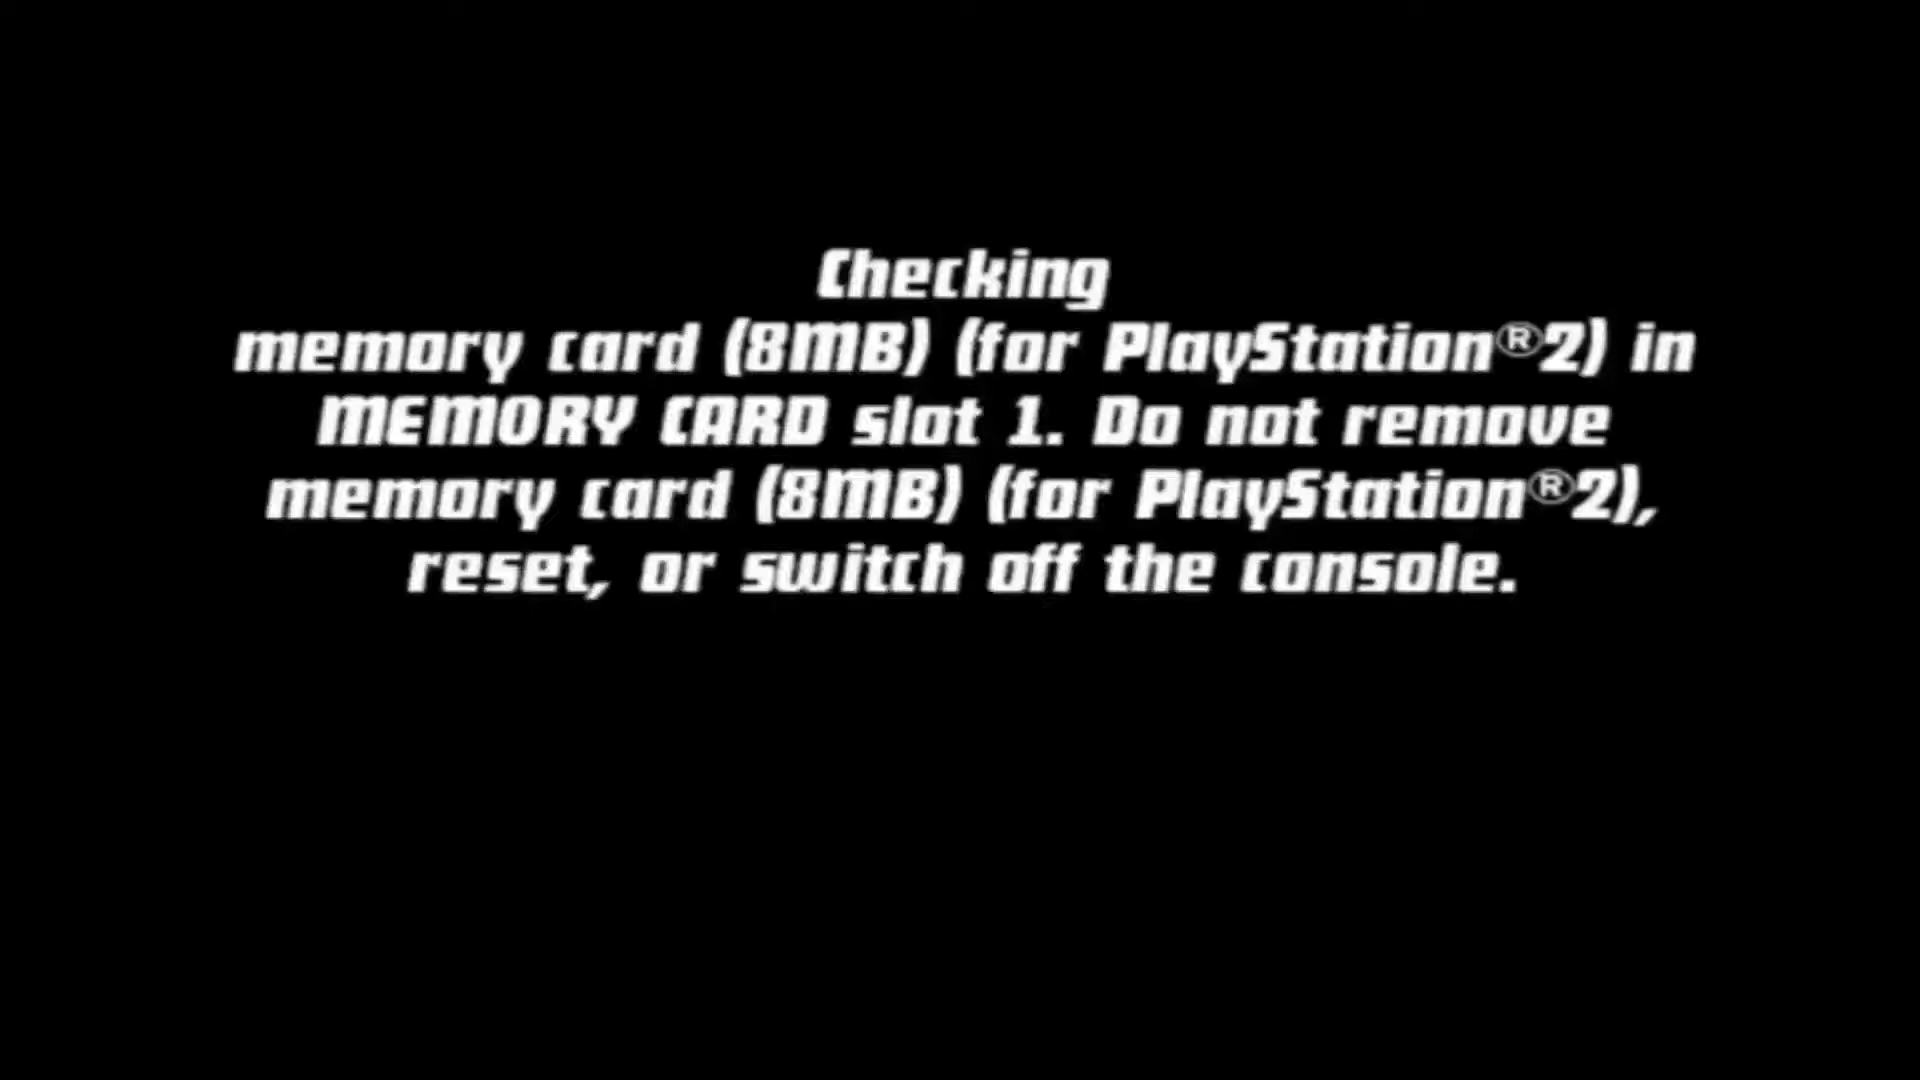 Checking
memory card (8MB) (for PlayStation®2) in
MEMORY CARD slot 1. Do not remove
memory card (8MB) (for PlayStation®2),
reset, or switch off the console.